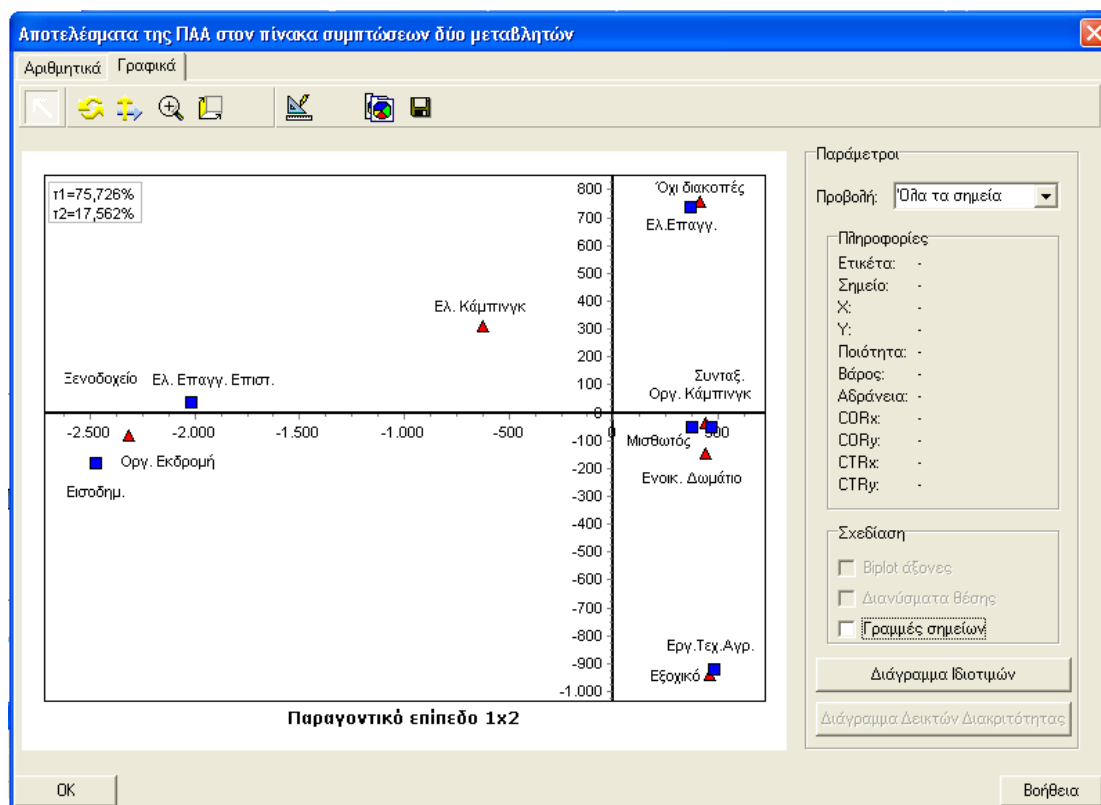 Αποτελέσματα της ΠΑΑ στον πίνακα συμπτώσεων δύο μεταβλητών
Αριθμητικά Γραφικά
τ1=75,726%
τ2=17,562%
800
700
600
500
400
300
200
100
0
-100
-200
-300
-400
-500
-600
-700
-800
-900
-1.000
-2.500 -2.000 -1.500 -1.000 -500 0 500
Όχι διακοπές
Ελ.Επαγγ.
Ελ. Κάμπινγκ
Ξενοδοχείο Ελ. Επαγγ. Επιστ.
Συνταξ.
Οργ. Κάμπινγκ
Μισθωτός
Οργ. Εκδρομή
Ενοικ. Δωμάτιο
Εισοδημ.
Εργ.Τεχ.Αγρ.
Εξοχικό
Παραγοντικό επίπεδο 1x2
Παράμετροι
Προβολή: Όλα τα σημεία
Πληροφορίες
Ετικέτα: -
Σημείο: -
X: -
Y: -
Ποιότητα: -
Βάρος: -
Αδράνεια: -
CORx: -
CORy: -
CTRx: -
CTRy: -
Σχεδίαση
Biplot άξονες
Διανύσματα θέσης
Γραμμές σημείων
Διάγραμμα Ιδιοτιμών
Διάγραμμα Δεικτών Διακριτότητας
OK
Βοήθεια